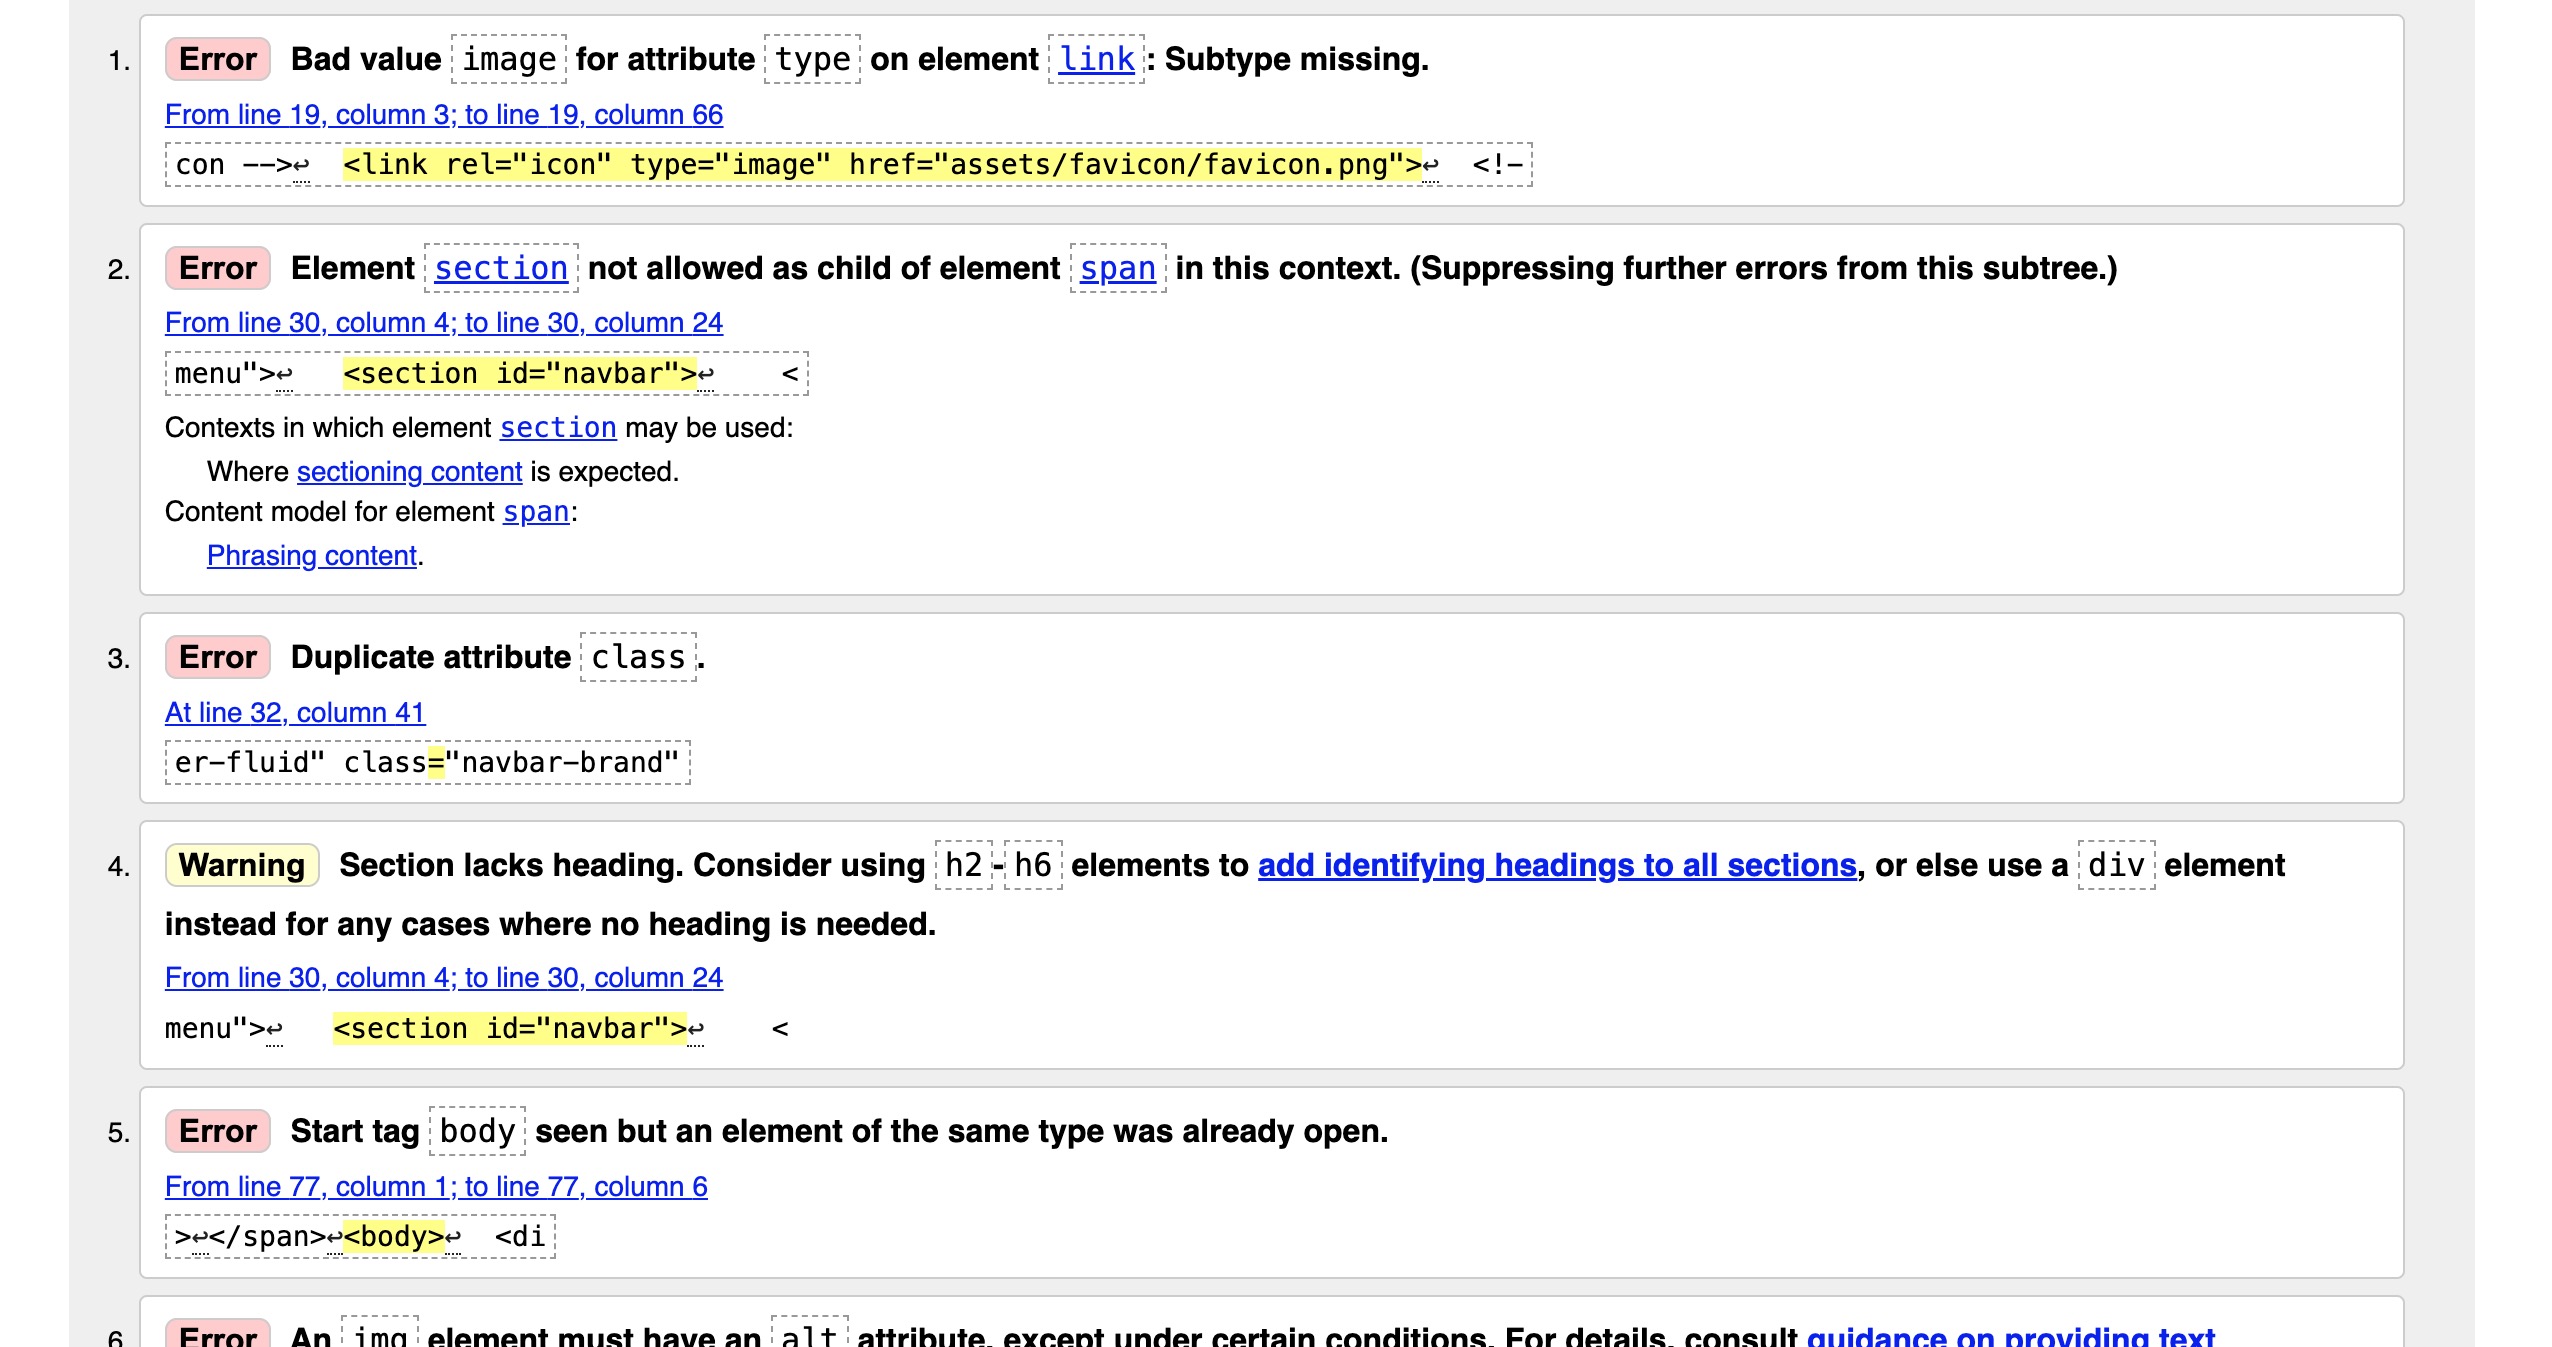 1. Error Bad value image for attribute type on element link: Subtype missing.
From line 19, column 3; to line 19, column 66
con -->↩  <link rel="icon" type="image" href="assets/favicon/favicon.png">↩  <!-
2. Error Element section not allowed as child of element span in this context. (Suppressing further errors from this subtree.)
From line 30, column 4; to line 30, column 24
menu">↩   <section id="navbar">↩    <
Contexts in which element section may be used:
Where sectioning content is expected.
Content model for element span:
Phrasing content.
3. Error Duplicate attribute class.
At line 32, column 41
er-fluid" class="navbar-brand"
4. Warning Section lacks heading. Consider using h2-h6 elements to add identifying headings to all sections, or else use a div element
instead for any cases where no heading is needed.
From line 30, column 4; to line 30, column 24
menu">↩   <section id="navbar">↩    <
5. Error Start tag body seen but an element of the same type was already open.
From line 77, column 1; to line 77, column 6
>↩</span>↩<body>↩  <di
6. Error An img element must have an alt attribute, except under certain conditions. For details, consult guidance on providing text